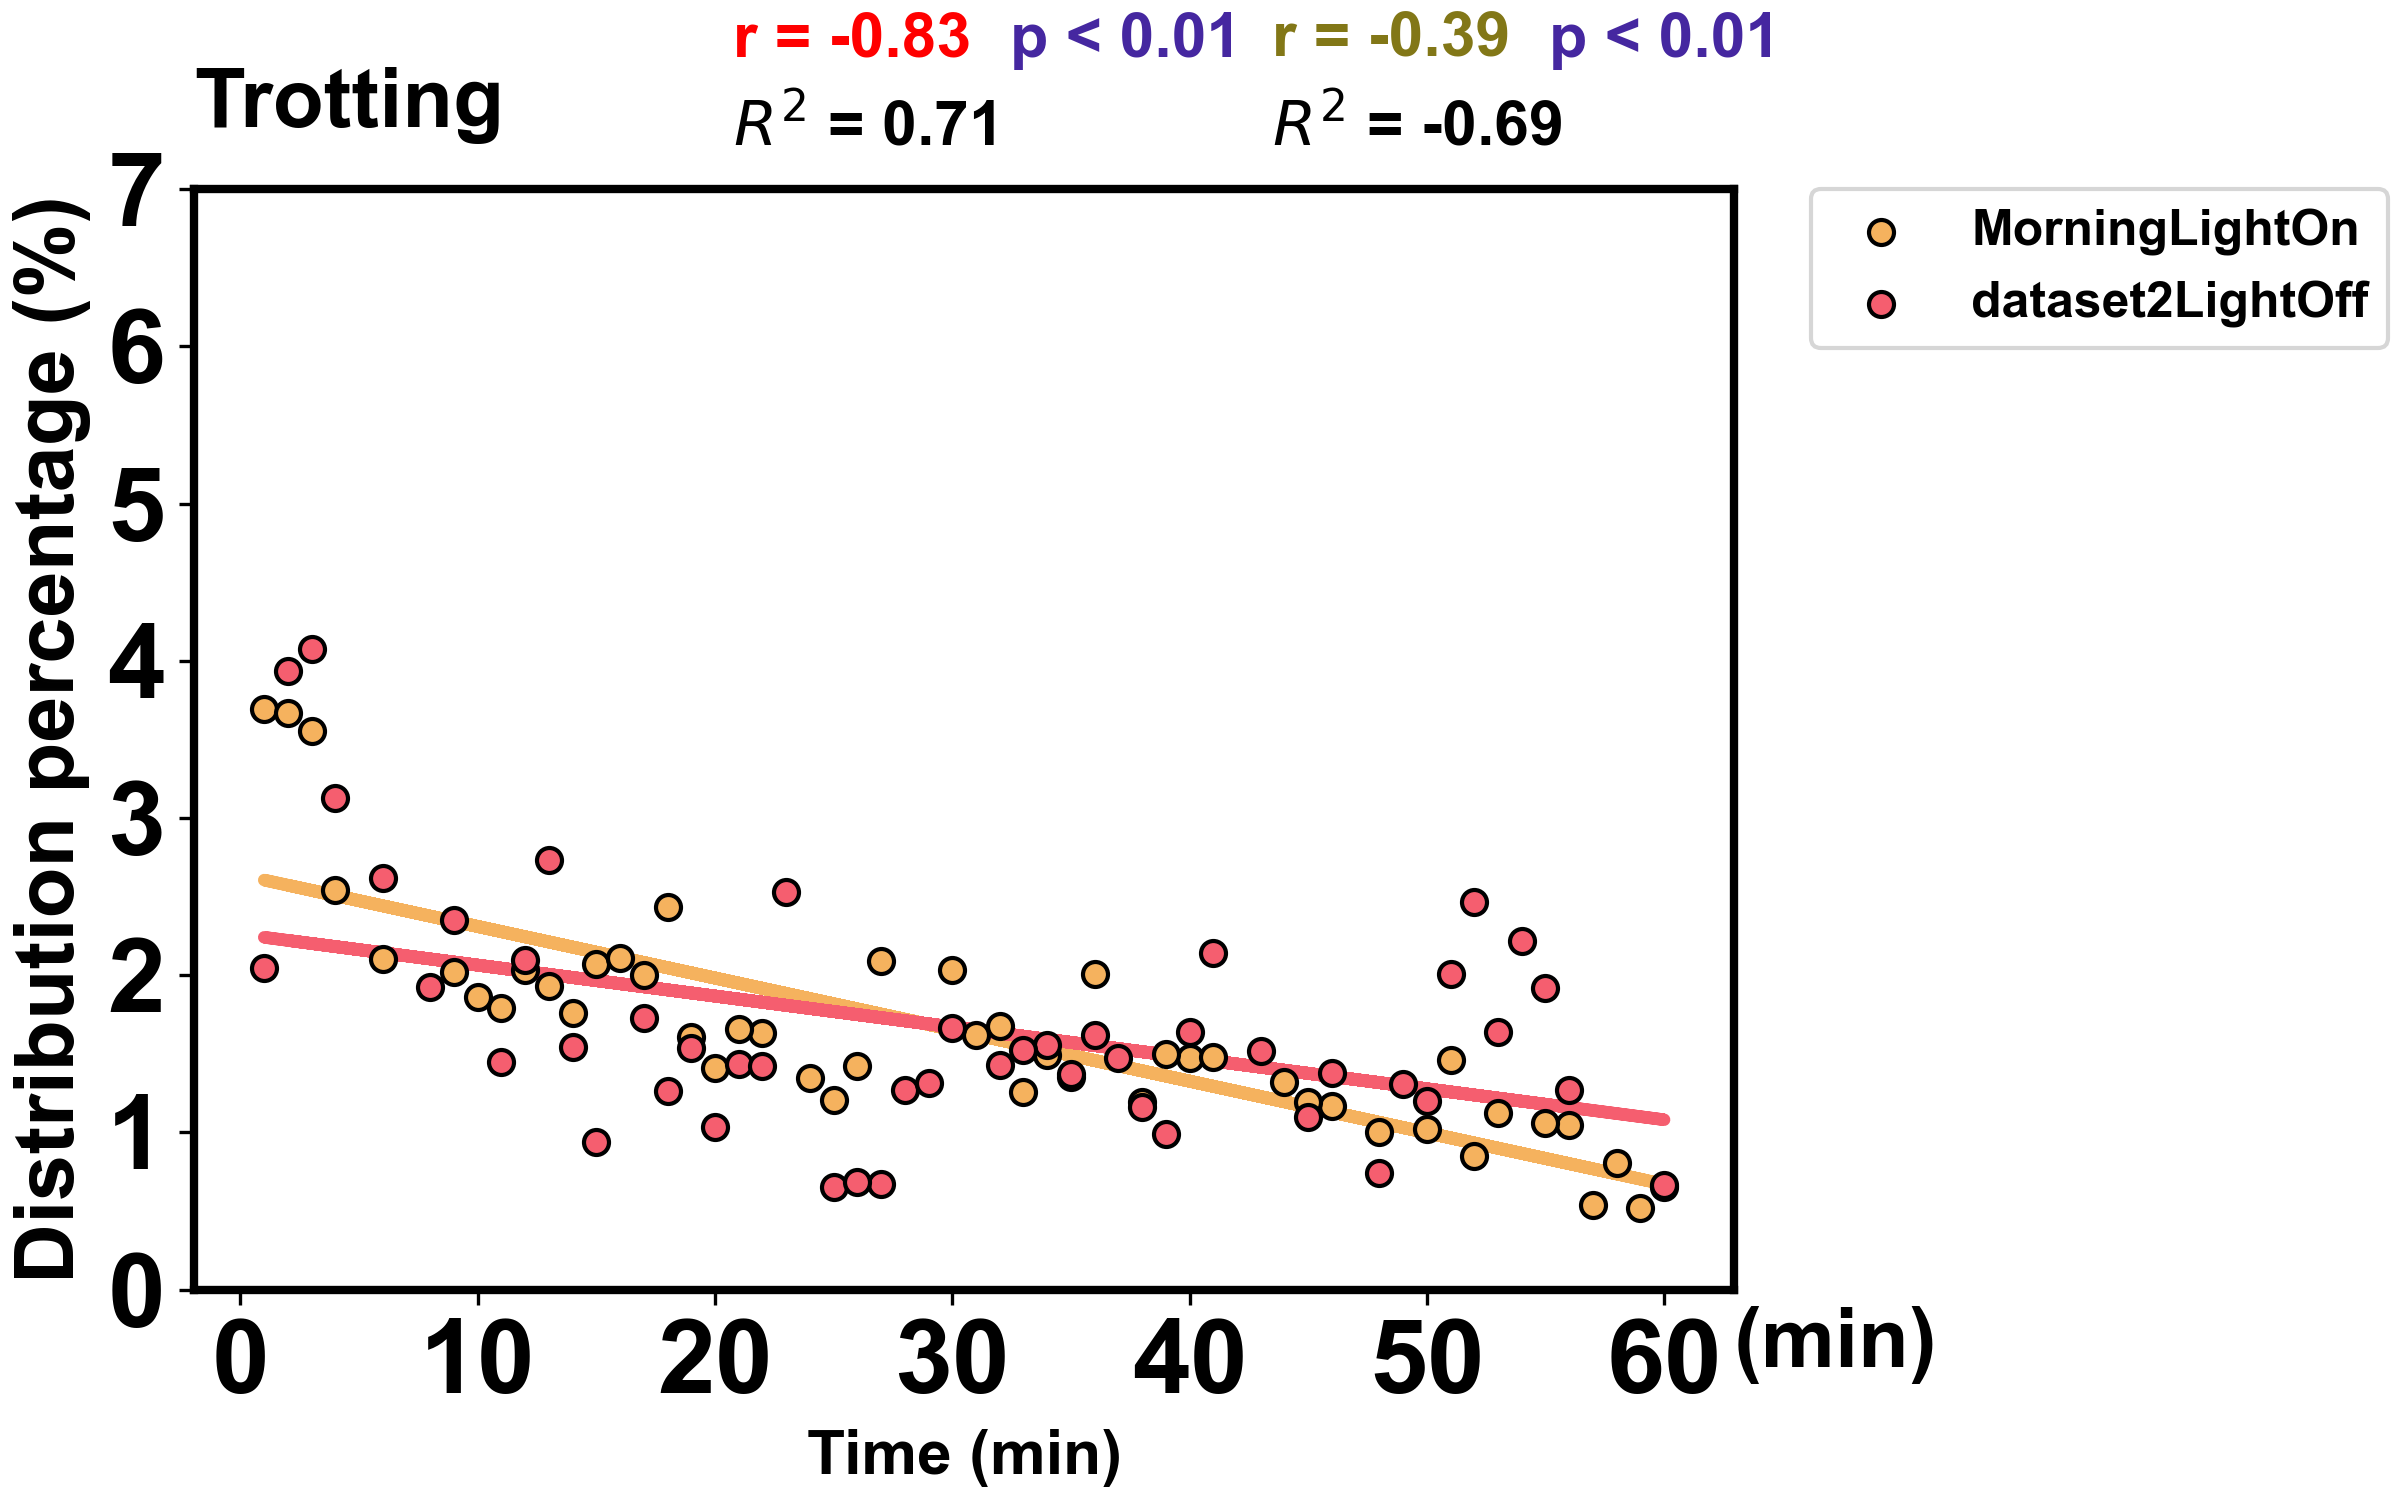 r = -0.83 p < 0.01 r = -0.39 p < 0.01
Trotting
R² = 0.71 R² = -0.69
7
6
5
4
3
2
1
0
Distribution percentage (%)
MorningLightOn
dataset2LightOff
0 10 20 30 40 50 60 (min)
Time (min)